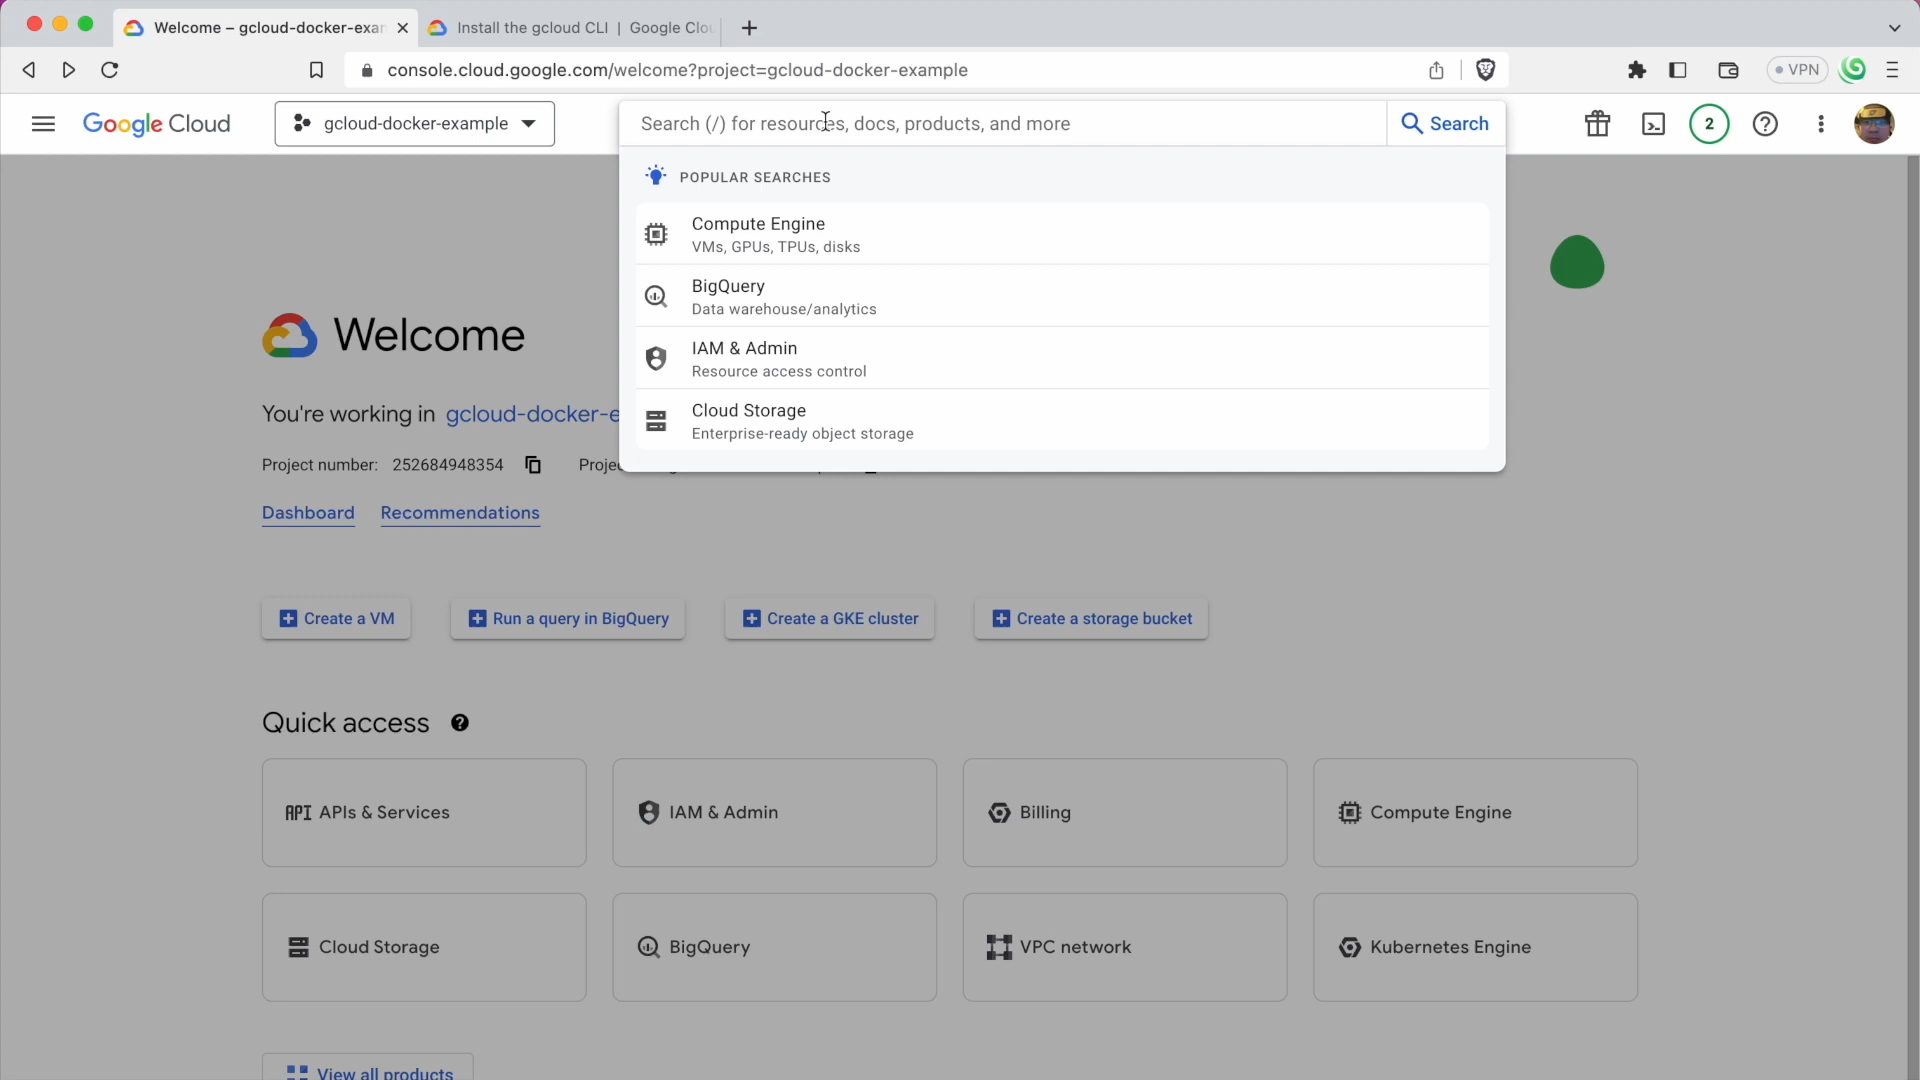 Welcome – gcloud-docker-exa
Install the gcloud CLI | Google Clou
console.cloud.google.com/welcome?project=gcloud-docker-example
VPN
Google Cloud
gcloud-docker-example
Search (/) for resources, docs, products, and more
Search
2
POPULAR SEARCHES
Compute Engine
VMs, GPUs, TPUs, disks
BigQuery
Data warehouse/analytics
IAM & Admin
Resource access control
Cloud Storage
Enterprise-ready object storage
Welcome
You're working in gcloud-docker-e
Project number: 252684948354
Projec
Dashboard
Recommendations
Create a VM
Run a query in BigQuery
Create a GKE cluster
Create a storage bucket
Quick access
API APIs & Services
IAM & Admin
Billing
Compute Engine
Cloud Storage
BigQuery
VPC network
Kubernetes Engine
View all products